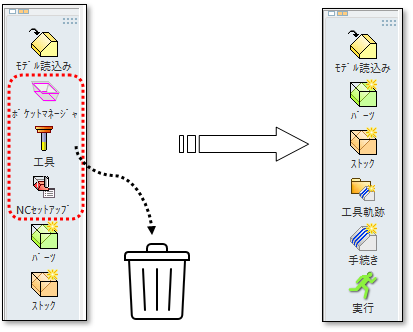 ﾓﾃﾞﾙ読込み
ﾎﾟｹｯﾄﾏﾈｰｼﾞｬ
工具
NCｾｯﾄｱｯﾌﾟ
ﾊﾟｰﾂ
ｽﾄｯｸ
ﾓﾃﾞﾙ読込み
ﾊﾟｰﾂ
ｽﾄｯｸ
工具軌跡
手続き
実行